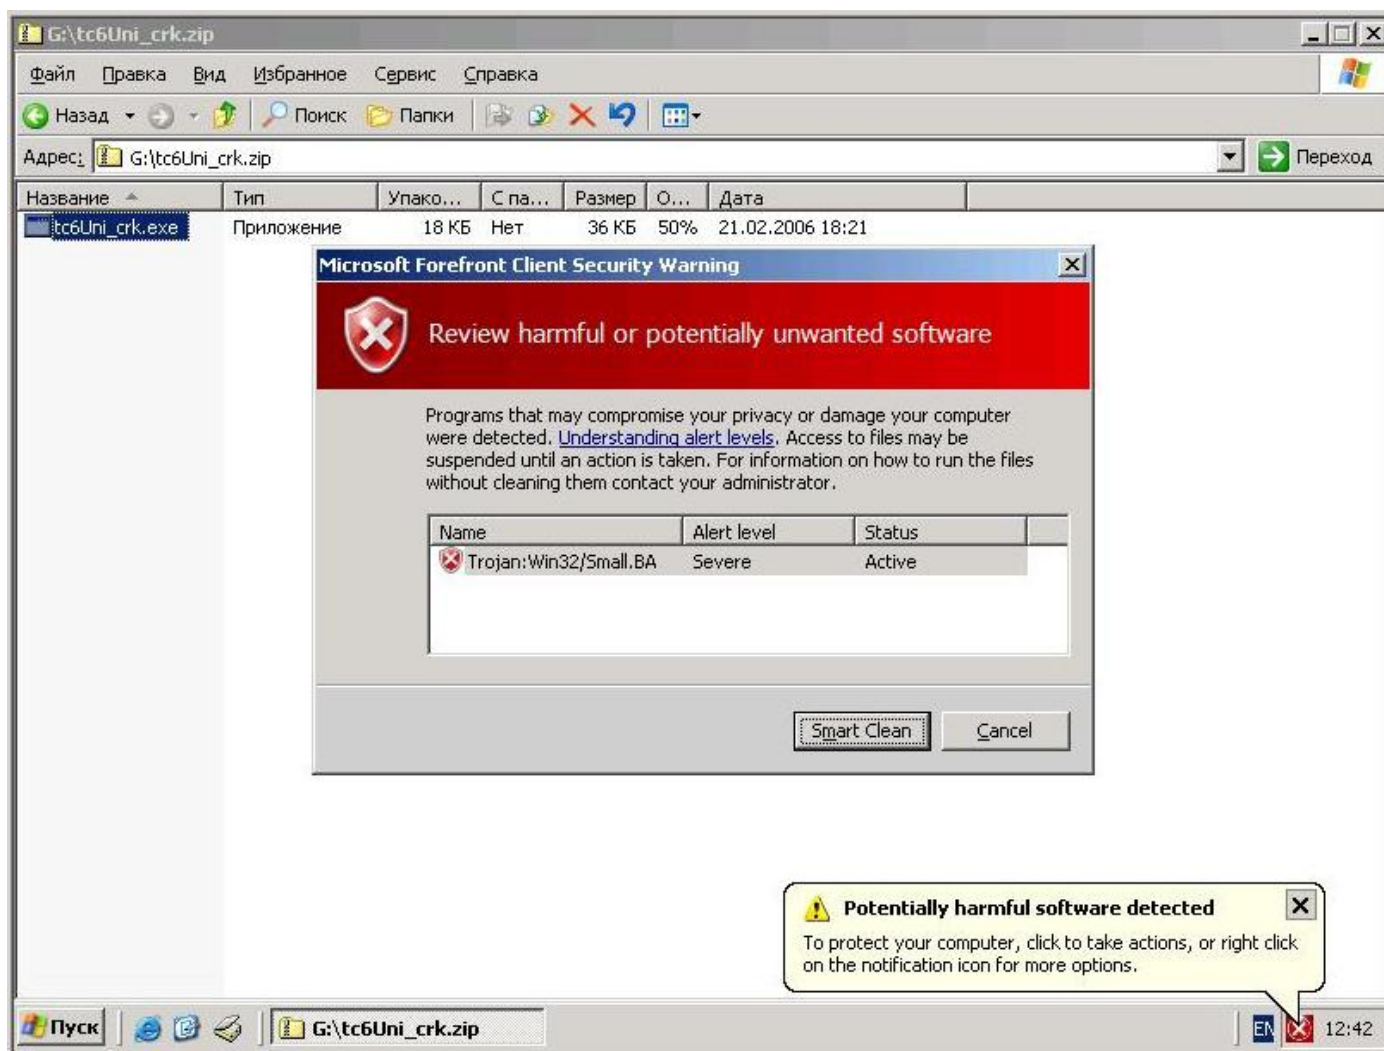 G:\tc6Uni_crk.zip
Файл Правка Вид Избранное Сервис Справка
Назад Поиск Папки
Адрес: G:\tc6Uni_crk.zip Переход
Название Тип Упако... С па... Размер О... Дата
tc6Uni_crk.exe Приложение 18 КБ Нет 36 КБ 50% 21.02.2006 18:21
Microsoft Forefront Client Security Warning
Review harmful or potentially unwanted software
Programs that may compromise your privacy or damage your computer
were detected. Understanding alert levels. Access to files may be
suspended until an action is taken. For information on how to run the files
without cleaning them contact your administrator.
Name Alert level Status
Trojan:Win32/Small.BA Severe Active
Smart Clean Cancel
Potentially harmful software detected
To protect your computer, click to take actions, or right click
on the notification icon for more options.
Пуск G:\tc6Uni_crk.zip EN 12:42